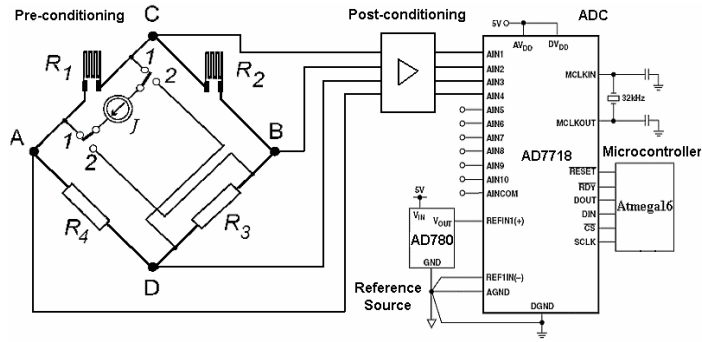 Pre-conditioning
C
R1
1
2
R2
J
A
1
2
B
R4
R3
D
Post-conditioning
ADC
5V
AVDD
DVDD
AIN1
AIN2
AIN3
AIN4
AIN5
AIN6
AIN7
AIN8
AIN9
AIN10
AINCOM
MCLKIN
32kHz
MCLKOUT
AD7718
Microcontroller
RESET
RDY
DOUT
DIN
CS
SCLK
Atmega16
5V
VIN
VOUT
AD780
GND
REFIN1(+)
Reference
Source
REF1IN(–)
AGND
DGND